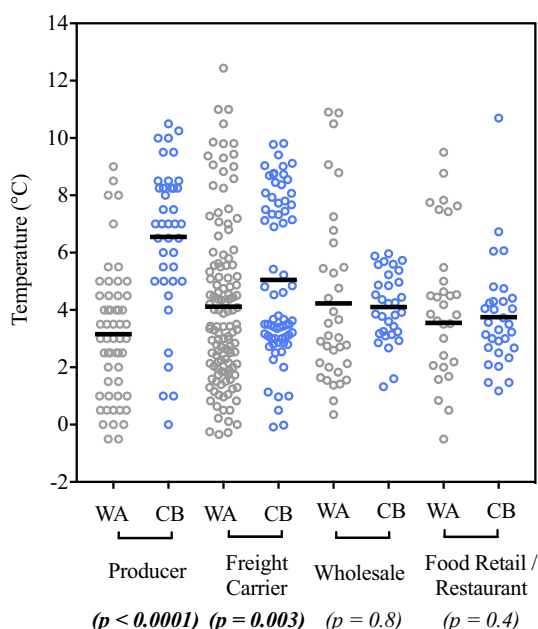 Temperature (°C)
14
12
10
8
6
4
2
0
-2
WA CB WA CB WA CB WA CB
Producer
Freight
Carrier
Wholesale
Food Retail /
Restaurant
(p < 0.0001) (p = 0.003) (p = 0.8) (p = 0.4)